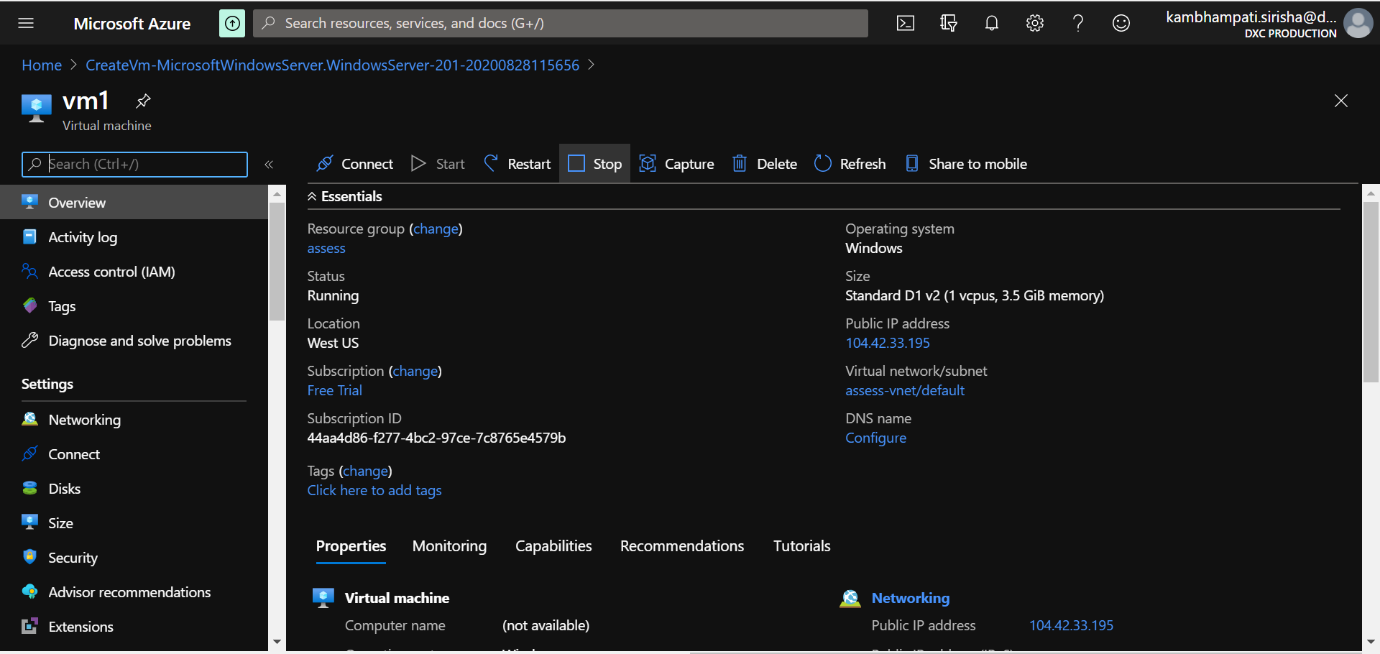 Microsoft Azure
Search resources, services, and docs (G+/)
kambhampati.sirisha@d...
DXC PRODUCTION
Home > CreateVm-MicrosoftWindowsServer.WindowsServer-201-20200828115656 >
vm1
Virtual machine
Search (Ctrl+/)
«
Connect Start Restart Stop Capture Delete Refresh Share to mobile
Overview
Activity log
Access control (IAM)
Tags
Diagnose and solve problems
Settings
Networking
Connect
Disks
Size
Security
Advisor recommendations
Extensions
Essentials
Resource group (change)
assess
Status
Running
Location
West US
Subscription (change)
Free Trial
Subscription ID
44aa4d86-f277-4bc2-97ce-7c8765e4579b
Tags (change)
Click here to add tags
Operating system
Windows
Size
Standard D1 v2 (1 vcpus, 3.5 GiB memory)
Public IP address
104.42.33.195
Virtual network/subnet
assess-vnet/default
DNS name
Configure
Properties Monitoring Capabilities Recommendations Tutorials
Virtual machine
Computer name (not available)
Networking
Public IP address 104.42.33.195